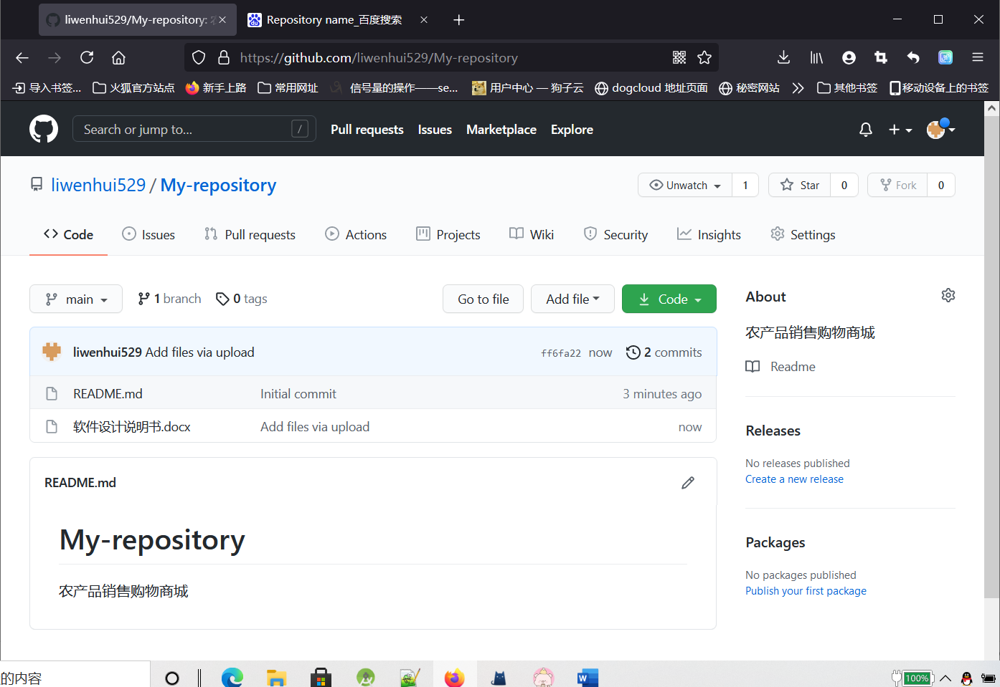 liwenhui529/My-repository:
Repository name_百度搜索
https://github.com/liwenhui529/My-repository
导入书签...
火狐官方站点
新手上路
常用网址
信号量的操作——se...
用户中心 — 狗子云
dogcloud 地址页面
秘密网站
其他书签
移动设备上的书签
Search or jump to...
/
Pull requests
Issues
Marketplace
Explore
liwenhui529 / My-repository
Unwatch
1
Star
0
Fork
0
Code
Issues
Pull requests
Actions
Projects
Wiki
Security
Insights
Settings
main
1 branch
0 tags
Go to file
Add file
Code
About
农产品销售购物商城
Readme
liwenhui529 Add files via upload
ff6fa22 now
2 commits
README.md
Initial commit
3 minutes ago
软件设计说明书.docx
Add files via upload
now
Releases
No releases published
Create a new release
README.md
My-repository
农产品销售购物商城
Packages
No packages published
Publish your first package
的内容
100%